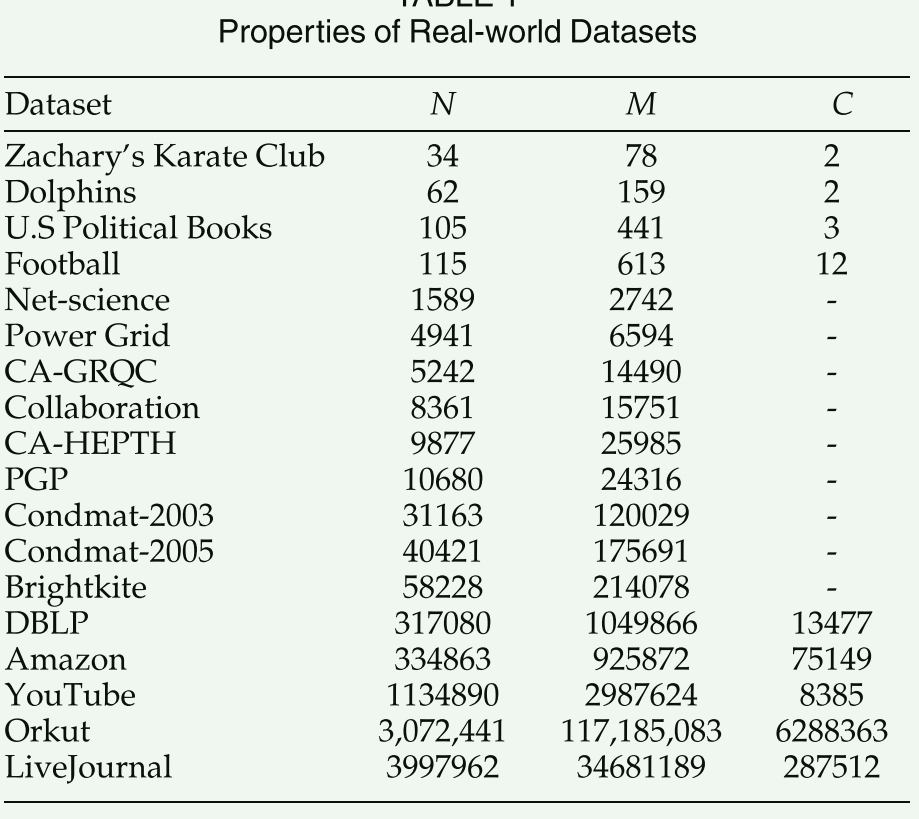 Properties of Real-world Datasets
Dataset N M C
Zachary's Karate Club 34 78 2
Dolphins 62 159 2
U.S Political Books 105 441 3
Football 115 613 12
Net-science 1589 2742 -
Power Grid 4941 6594 -
CA-GRQC 5242 14490 -
Collaboration 8361 15751 -
CA-HEPTH 9877 25985 -
PGP 10680 24316 -
Condmat-2003 31163 120029 -
Condmat-2005 40421 175691 -
Brightkite 58228 214078 -
DBLP 317080 1049866 13477
Amazon 334863 925872 75149
YouTube 1134890 2987624 8385
Orkut 3,072,441 117,185,083 6288363
LiveJournal 3997962 34681189 287512